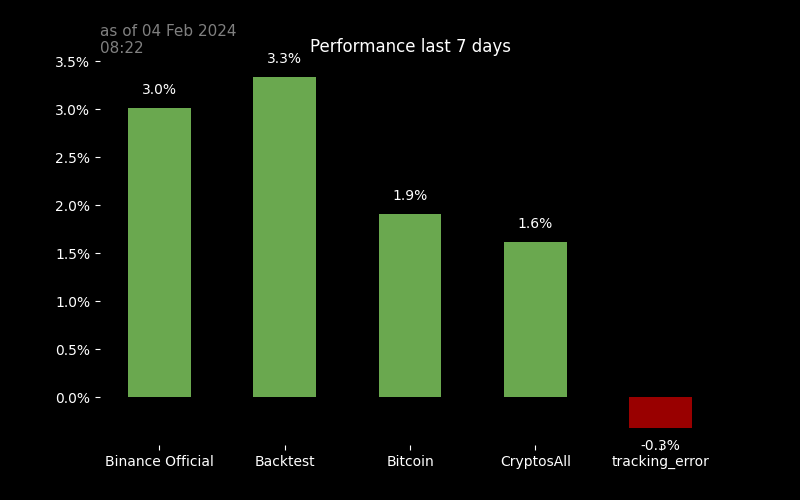 as of 04 Feb 2024
08:22
Performance last 7 days
3.5%
3.0%
2.5%
2.0%
1.5%
1.0%
0.5%
0.0%
3.0%
3.3%
1.9%
1.6%
-0.3%
Binance Official
Backtest
Bitcoin
CryptosAll
tracking_error